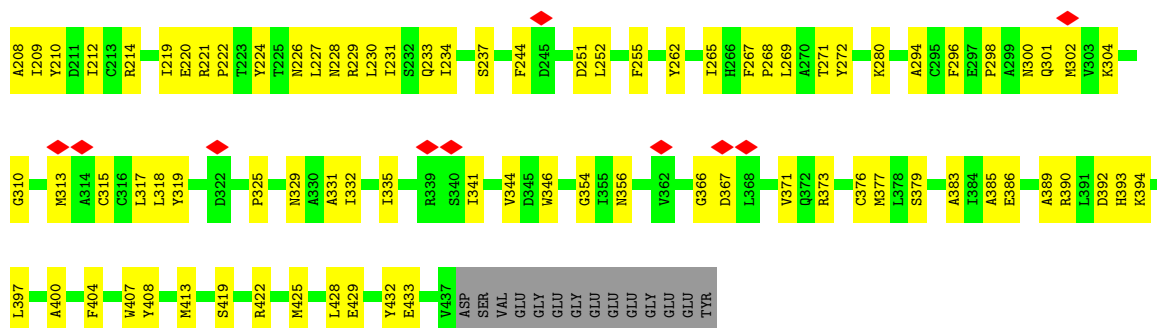 A208 I209 Y210 D211 I212 C213 R214 I219 E220 R221 P222 T223 Y224 T225 N226 L227 N228 R229 L230 I231 S232 Q233 I234 S237 F244 D245 D251 L252 F255 Y262 I265 H266 F267 P268 L269 A270 T271 Y272 K280 A294 C295 F296 E297 P298 A299 N300 Q301 M302 V303 K304
G310 M313 A314 C315 C316 L317 L318 Y319 D322 P325 N329 A330 A331 I332 I335 R339 S340 I341 V344 D345 W346 G354 I355 N356 V362 G366 D367 L368 V371 Q372 R373 C376 M377 L378 S379 A383 I384 A385 E386 A389 R390 L391 D392 H393 K394
L397 A400 F404 W407 Y408 M413 S419 R422 M425 L428 E429 Y432 E433 V437 ASP SER VAL GLU GLY GLU GLU GLY GLU GLU GLU GLY GLU GLU TYR